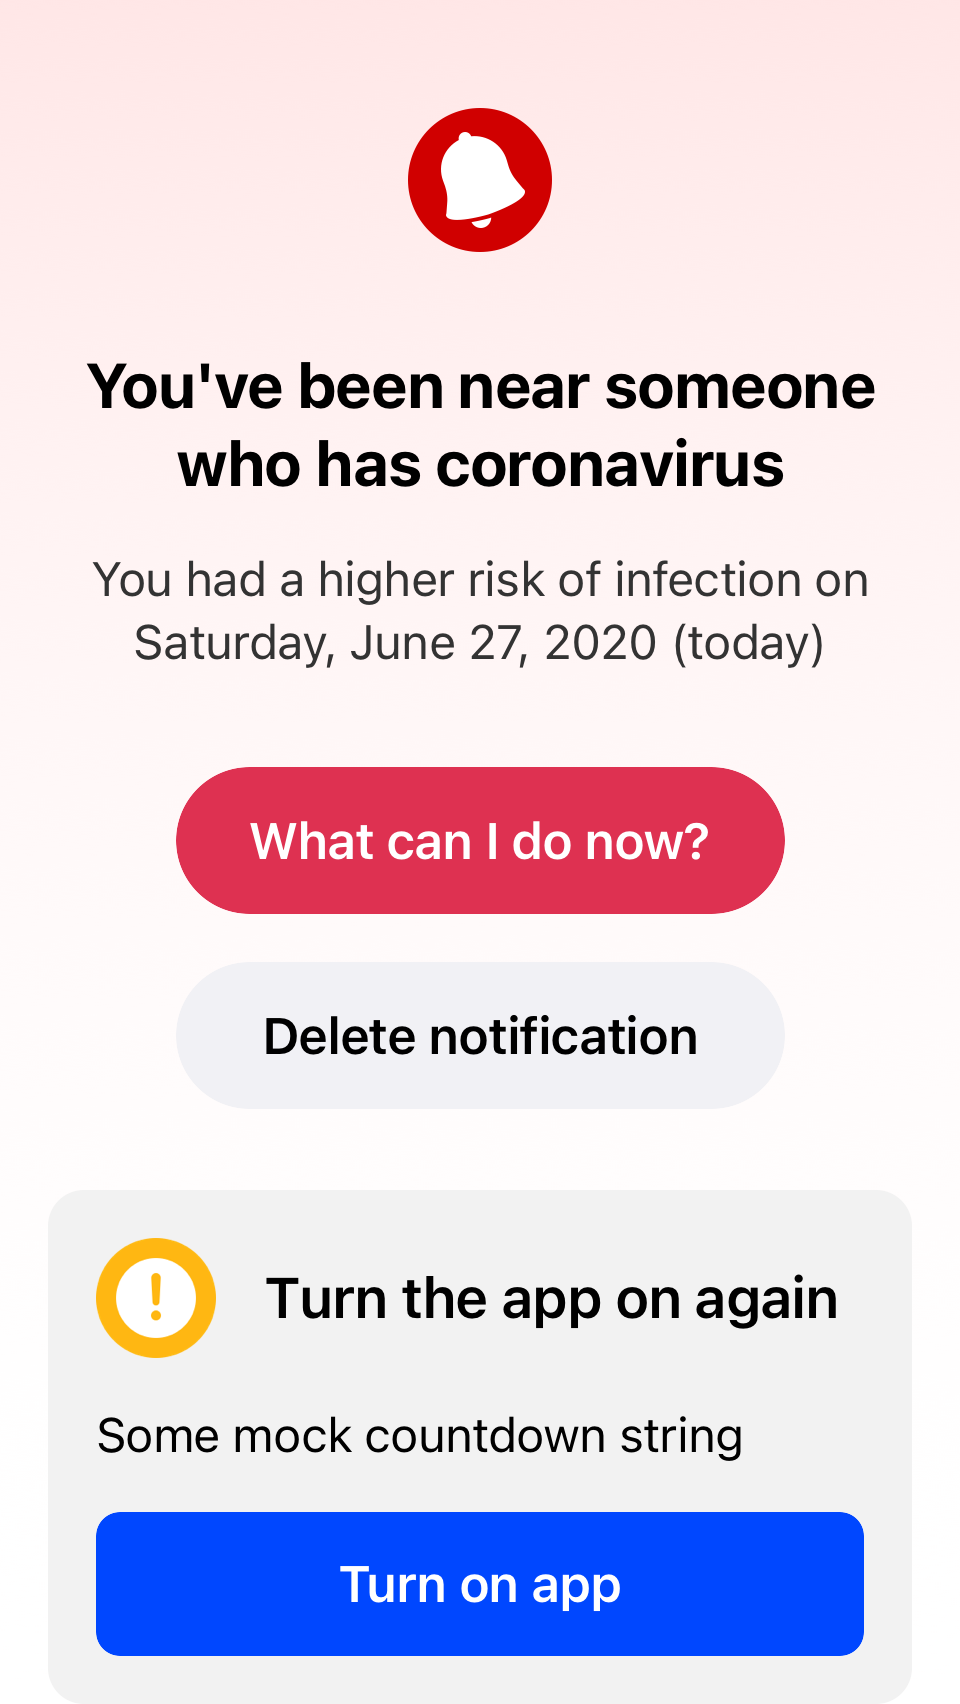 You've been near someone
who has coronavirus
You had a higher risk of infection on
Saturday, June 27, 2020 (today)
What can I do now?
Delete notification
Turn the app on again
Some mock countdown string
Turn on app